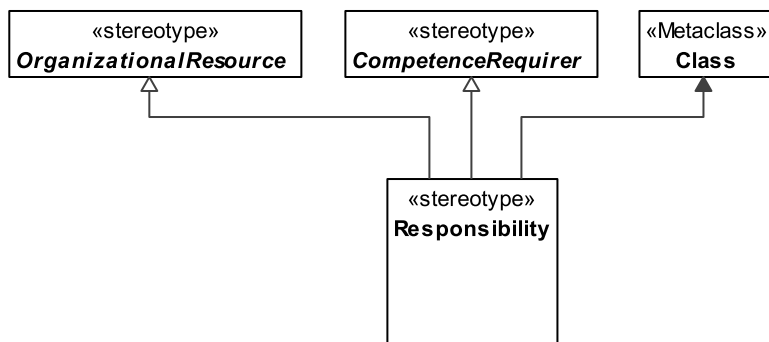 «stereotype»
OrganizationalResource
«stereotype»
CompetenceRequirer
«Metaclass»
Class
«stereotype»
Responsibility